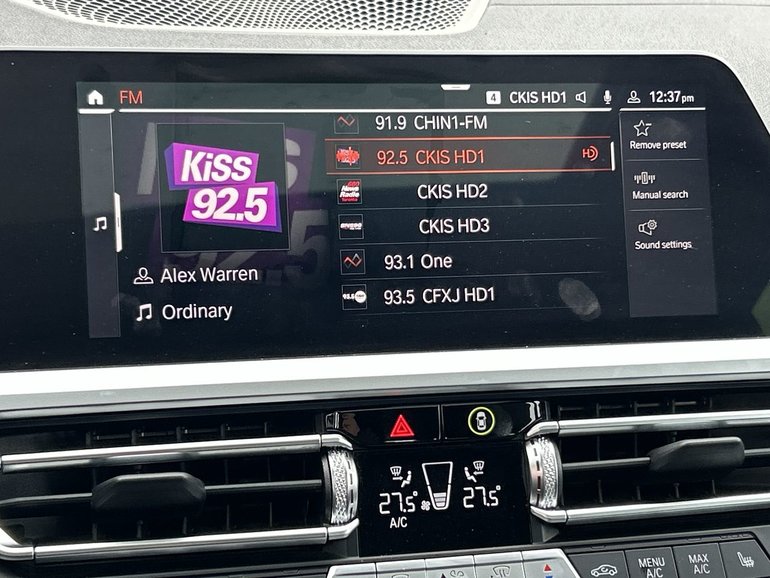 FM
4 CKIS HD1
12:37pm
KiSS
92.5
Alex Warren
Ordinary
91.9 CHIN1-FM
92.5 CKIS HD1
HD
CKIS HD2
CKIS HD3
93.1 One
93.5 CFXJ HD1
Remove preset
Manual search
Sound settings
27.5°
27.5°
A/C
MENU
A/C
MAX
A/C